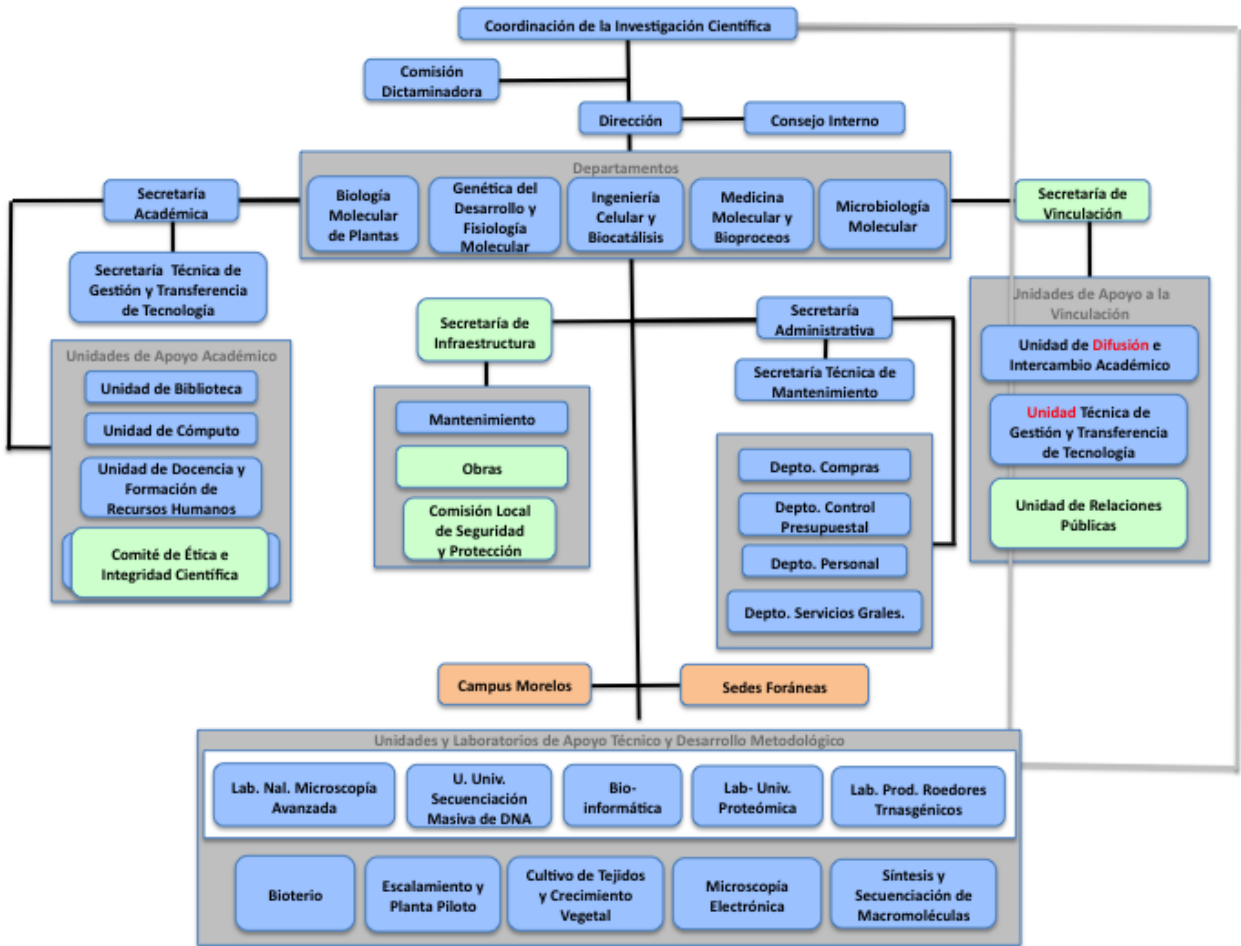 Coordinación de la Investigación Científica
Comisión
Dictaminadora
Dirección
Consejo Interno
Departamentos
Biología
Molecular
de Plantas
Genética del
Desarrollo y
Fisiología
Molecular
Ingeniería
Celular y
Biocatálisis
Medicina
Molecular y
Bioproceos
Microbiología
Molecular
Secretaría
Académica
Secretaría de
Vinculación
Secretaría Técnica de
Gestión y Transferencia
de Tecnología
Unidades de Apoyo Académico
Unidad de Biblioteca
Unidad de Cómputo
Unidad de Docencia y
Formación de
Recursos Humanos
Comité de Ética e
Integridad Científica
Secretaría de
Infraestructura
Mantenimiento
Obras
Comisión Local
de Seguridad
y Protección
Secretaría
Administrativa
Secretaría Técnica de
Mantenimiento
Depto. Compras
Depto. Control
Presupuestal
Depto. Personal
Depto. Servicios Grales.
Unidades de Apoyo a la
Vinculación
Unidad de Difusión e
Intercambio Académico
Unidad Técnica de
Gestión y Transferencia
de Tecnología
Unidad de Relaciones
Públicas
Campus Morelos
Sedes Foráneas
Unidades y Laboratorios de Apoyo Técnico y Desarrollo Metodológico
Lab. Nal. Microscopía
Avanzada
U. Univ.
Secuenciación
Masiva de DNA
Bio-
informática
Lab- Univ.
Proteómica
Lab. Prod. Roedores
Trnasgénicos
Bioterio
Escalamiento y
Planta Piloto
Cultivo de Tejidos
y Crecimiento
Vegetal
Microscopía
Electrónica
Síntesis y
Secuenciación de
Macromoléculas